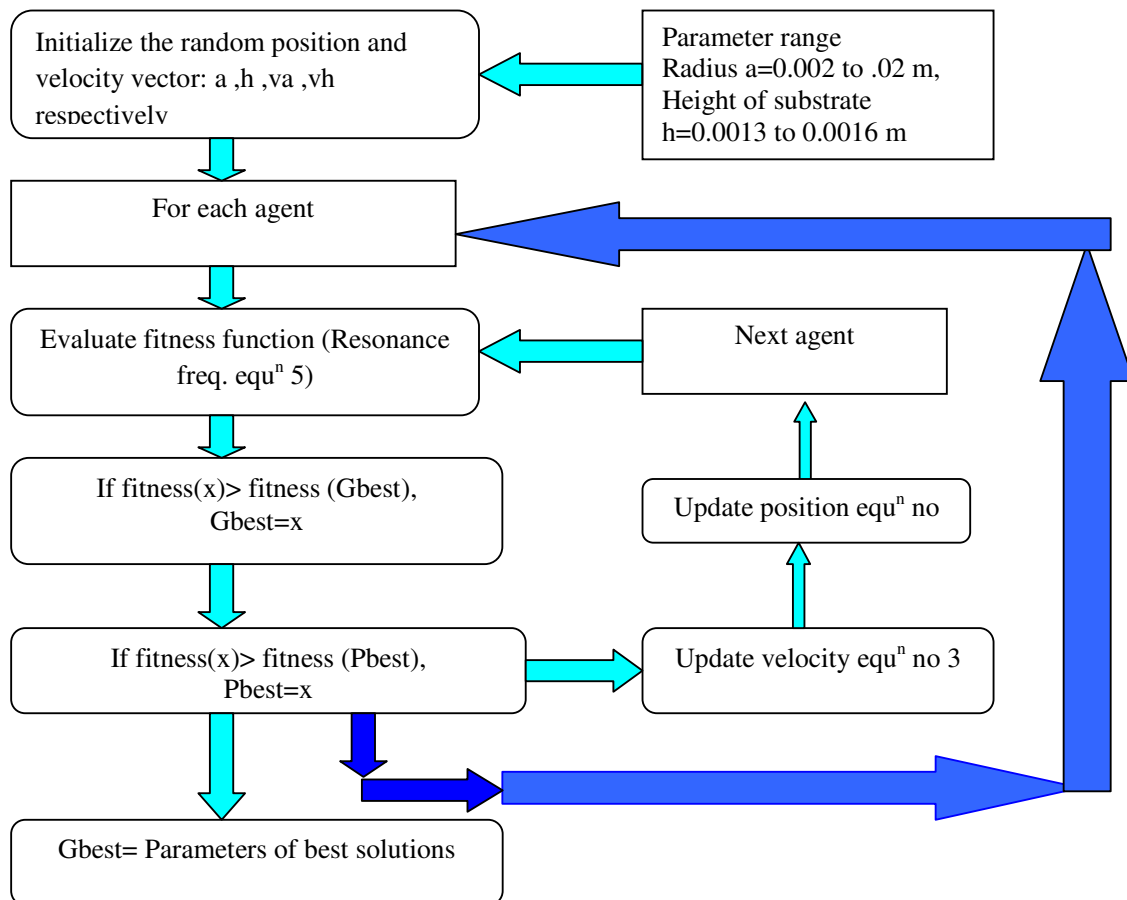 Initialize the random position and
velocity vector: a ,h ,va ,vh
respectively
Parameter range
Radius a=0.002 to .02 m,
Height of substrate
h=0.0013 to 0.0016 m
For each agent
Evaluate fitness function (Resonance
freq. equⁿ 5)
Next agent
If fitness(x)> fitness (Gbest),
Gbest=x
Update position equⁿ no
If fitness(x)> fitness (Pbest),
Pbest=x
Update velocity equⁿ no 3
Gbest= Parameters of best solutions